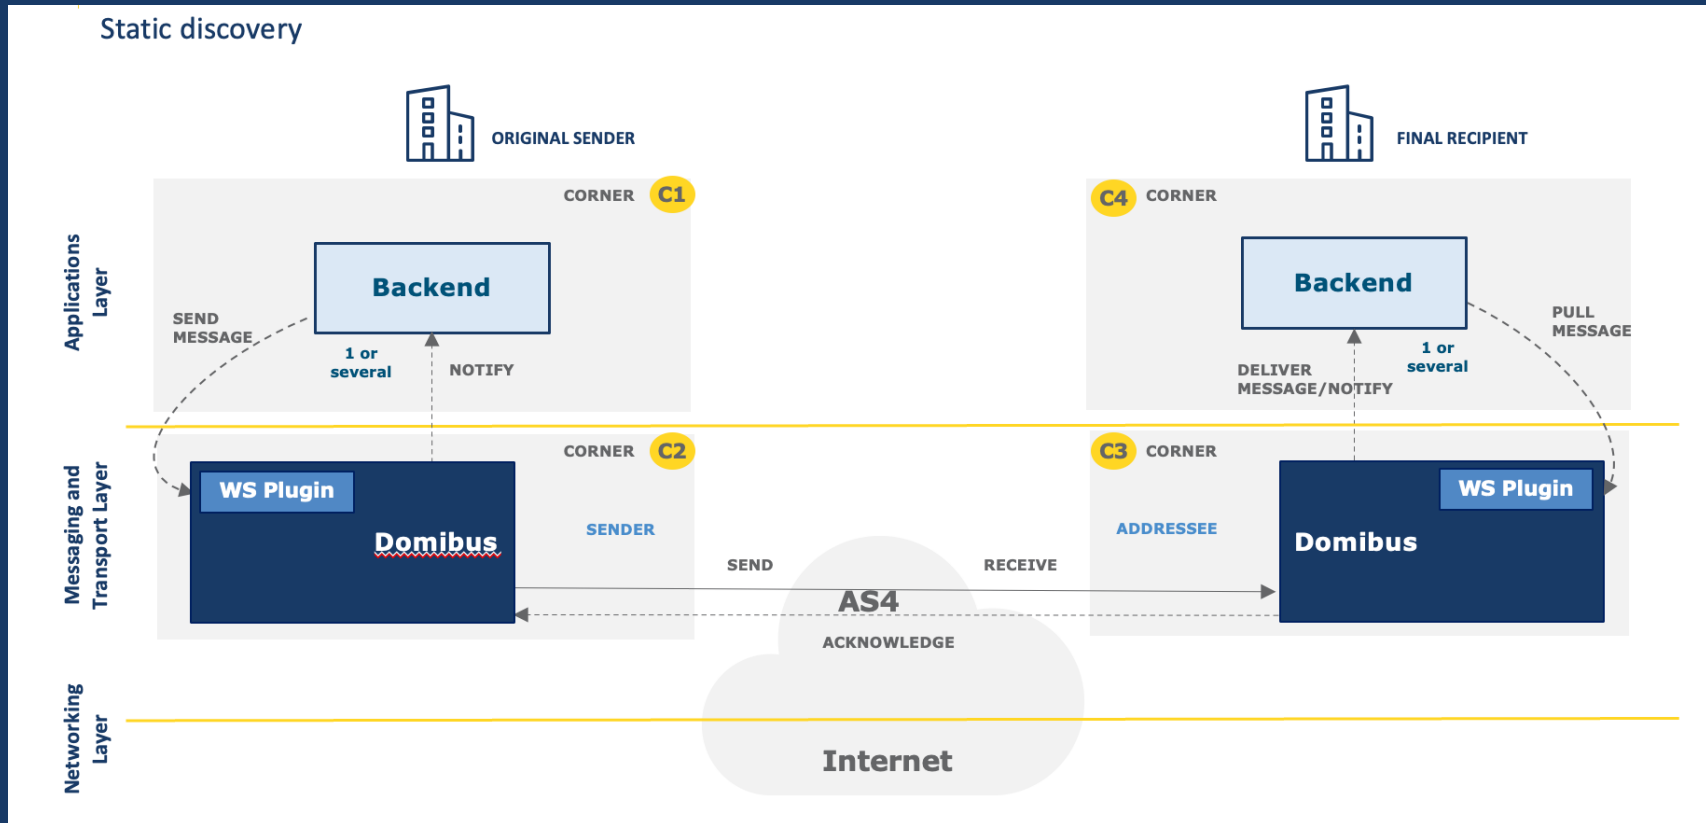 Static discovery
ORIGINAL SENDER
FINAL RECIPIENT
Applications
Layer
CORNER C1
Backend
SEND
MESSAGE
1 or
several
NOTIFY
C4 CORNER
Backend
PULL
MESSAGE
1 or
several
DELIVER
MESSAGE/NOTIFY
Messaging and
Transport Layer
CORNER C2
WS Plugin
Domibus
SENDER
C3 CORNER
WS Plugin
ADDRESSEE
Domibus
SEND
RECEIVE
AS4
ACKNOWLEDGE
Networking
Layer
Internet